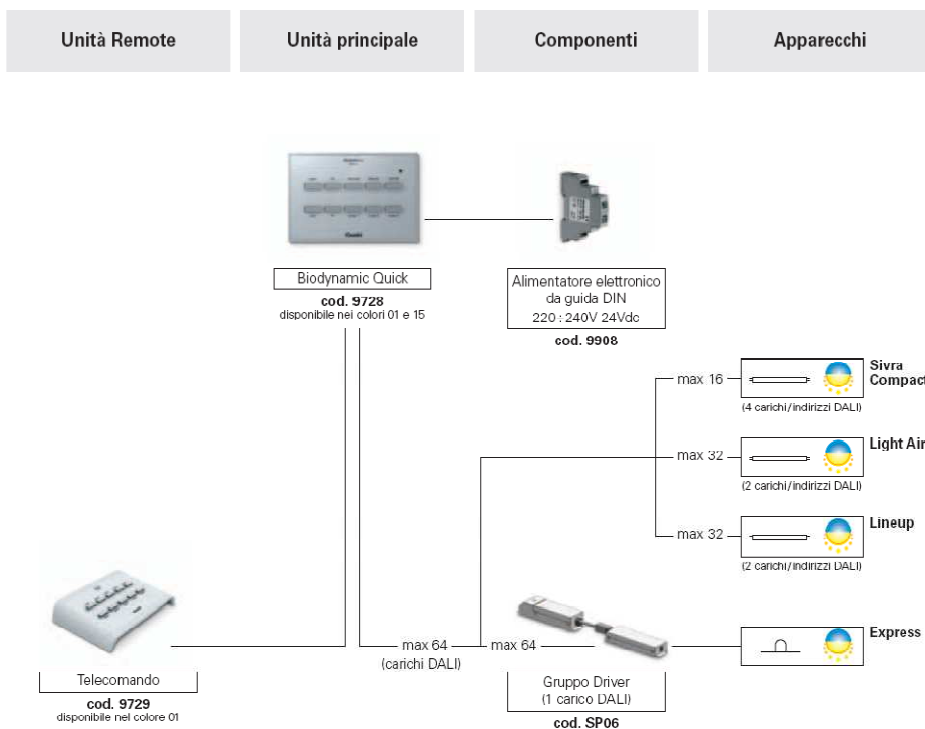 Unità Remote
Unità principale
Componenti
Apparecchi
Biodynamic Quick
cod. 9728
disponibile nei colori 01 e 15
Alimentatore elettronico
da guida DIN
220 : 240V 24Vdc
cod. 9908
max 16
Sivra
Compact
(4 carichi/indirizzi DALI)
max 32
Light Air
(2 carichi/indirizzi DALI)
max 32
Lineup
(2 carichi/indirizzi DALI)
Telecomando
cod. 9729
disponibile nel colore 01
max 64
(carichi DALI)
max 64
Gruppo Driver
(1 carico DALI)
cod. SP06
Express